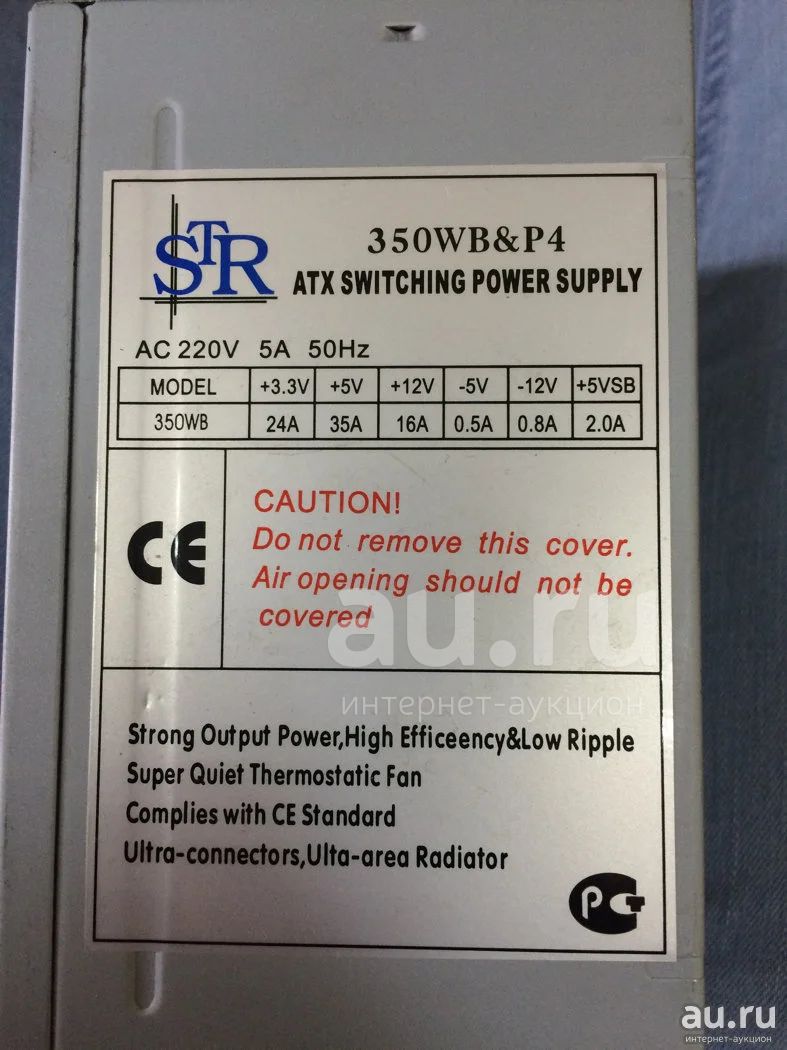 STR
350WB&P4
ATX SWITCHING POWER SUPPLY
AC 220V 5A 50Hz
MODEL +3.3V +5V +12V -5V -12V +5VSB
350WB 24A 35A 16A 0.5A 0.8A 2.0A
CE
CAUTION!
Do not remove this cover.
Air opening should not be
covered
au.ru
интернет-аукцион
Strong Output Power,High Efficeency&Low Ripple
Super Quiet Thermostatic Fan
Complies with CE Standard
Ultra-connectors,Ulta-area Radiator
РСТ
au.ru
интернет-аукцион